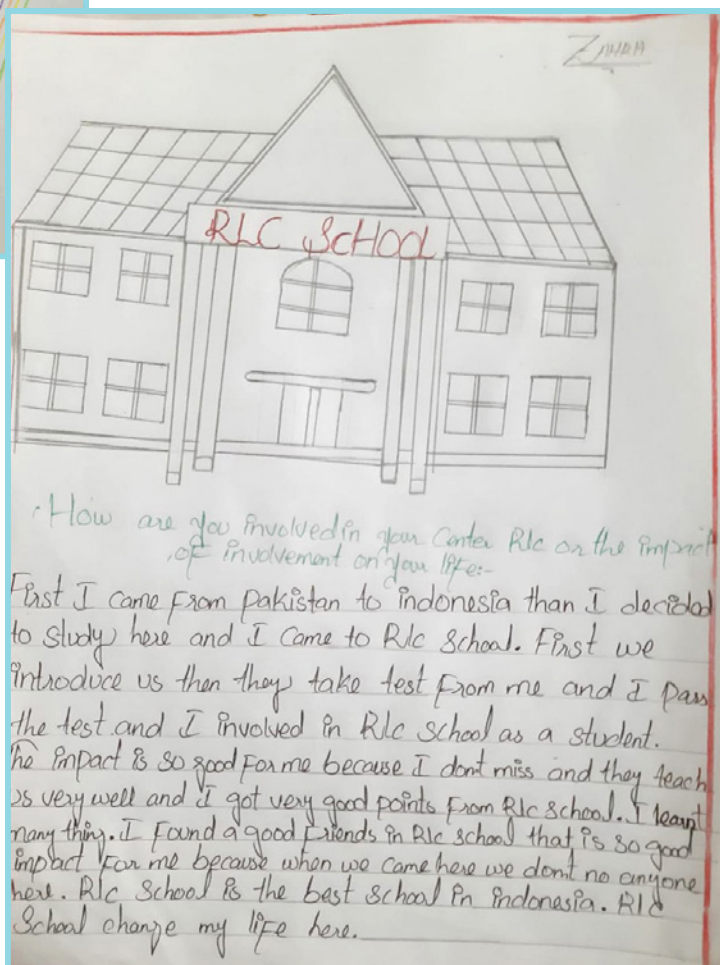 ZAHRA
RLC SCHOOL
How are you involved in your Center Rlc or the impact
of involvement on your life:-
First I came from pakistan to indonesia than I decided
to study here and I came to Rlc School. First we
introduce us then they take test from me and I pass
the test and I involved in Rlc school as a student.
The impact is so good for me because I dont miss and they teach
us very well and I got very good points from Rlc school. I learnt
many thing. I found a good friends in Rlc school that is so good
impact for me because when we came here we don't no anyone
here. Rlc School is the best school in indonesia. Rlc
School change my life here.